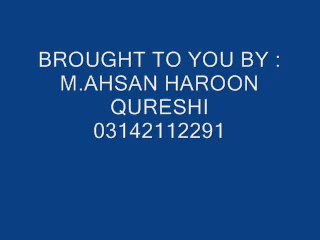 BROUGHT TO YOU BY :
M.AHSAN HAROON
QURESHI
03142112291